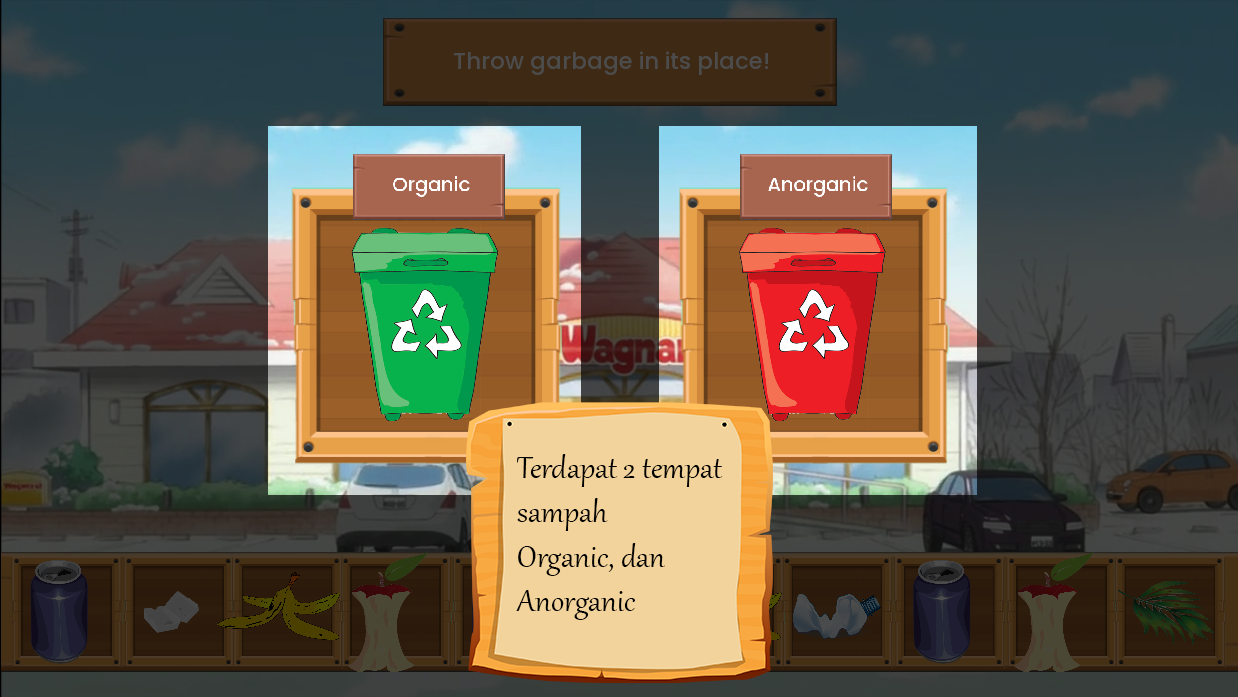 Throw garbage in its place!
Organic
Anorganic
Terdapat 2 tempat
sampah
Organic, dan
Anorganic